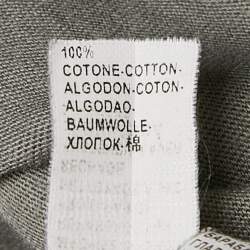 100%
COTONE-COTTON-
ALGODON-COTON-
ALGODAO-
BAUMWOLLE-
ХЛОПОК-棉